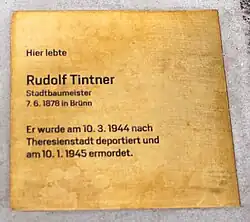 Hier lebte
Rudolf Tintner
Stadtbaumeister
7. 6. 1878 in Brünn
Er wurde am 10. 3. 1944 nach
Theresienstadt deportiert und
am 10. 1. 1945 ermordet.